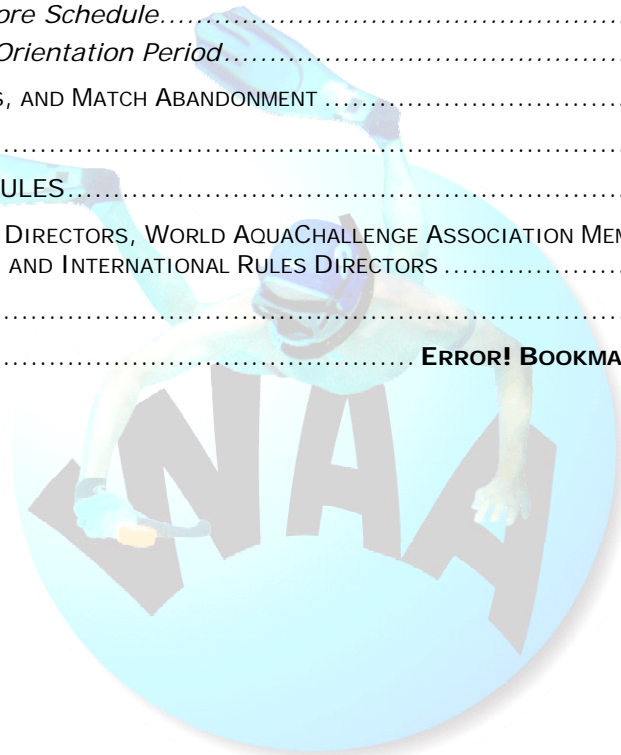 ore Schedule
Orientation Period
s, and Match Abandonment
ULES
Directors, World AquaChallenge Association Mem
and International Rules Directors
Error! Bookma
WAA